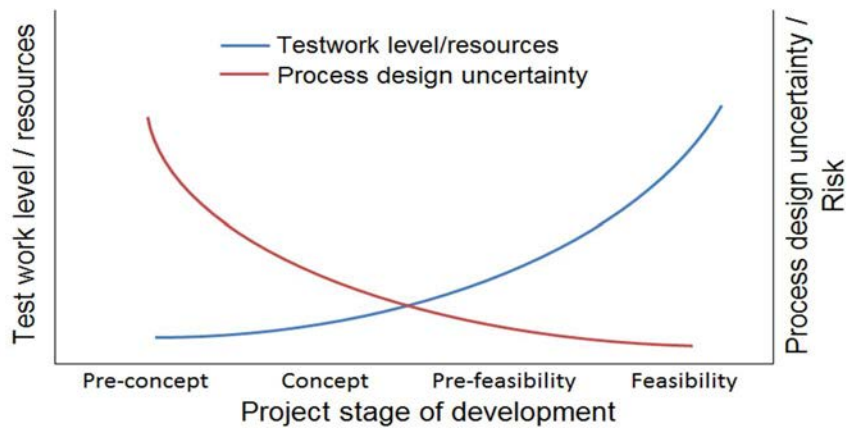 Testwork level/resources
Process design uncertainty
Test work level / resources
Process design uncertainty /
Risk
Pre-concept Concept Pre-feasibility Feasibility
Project stage of development